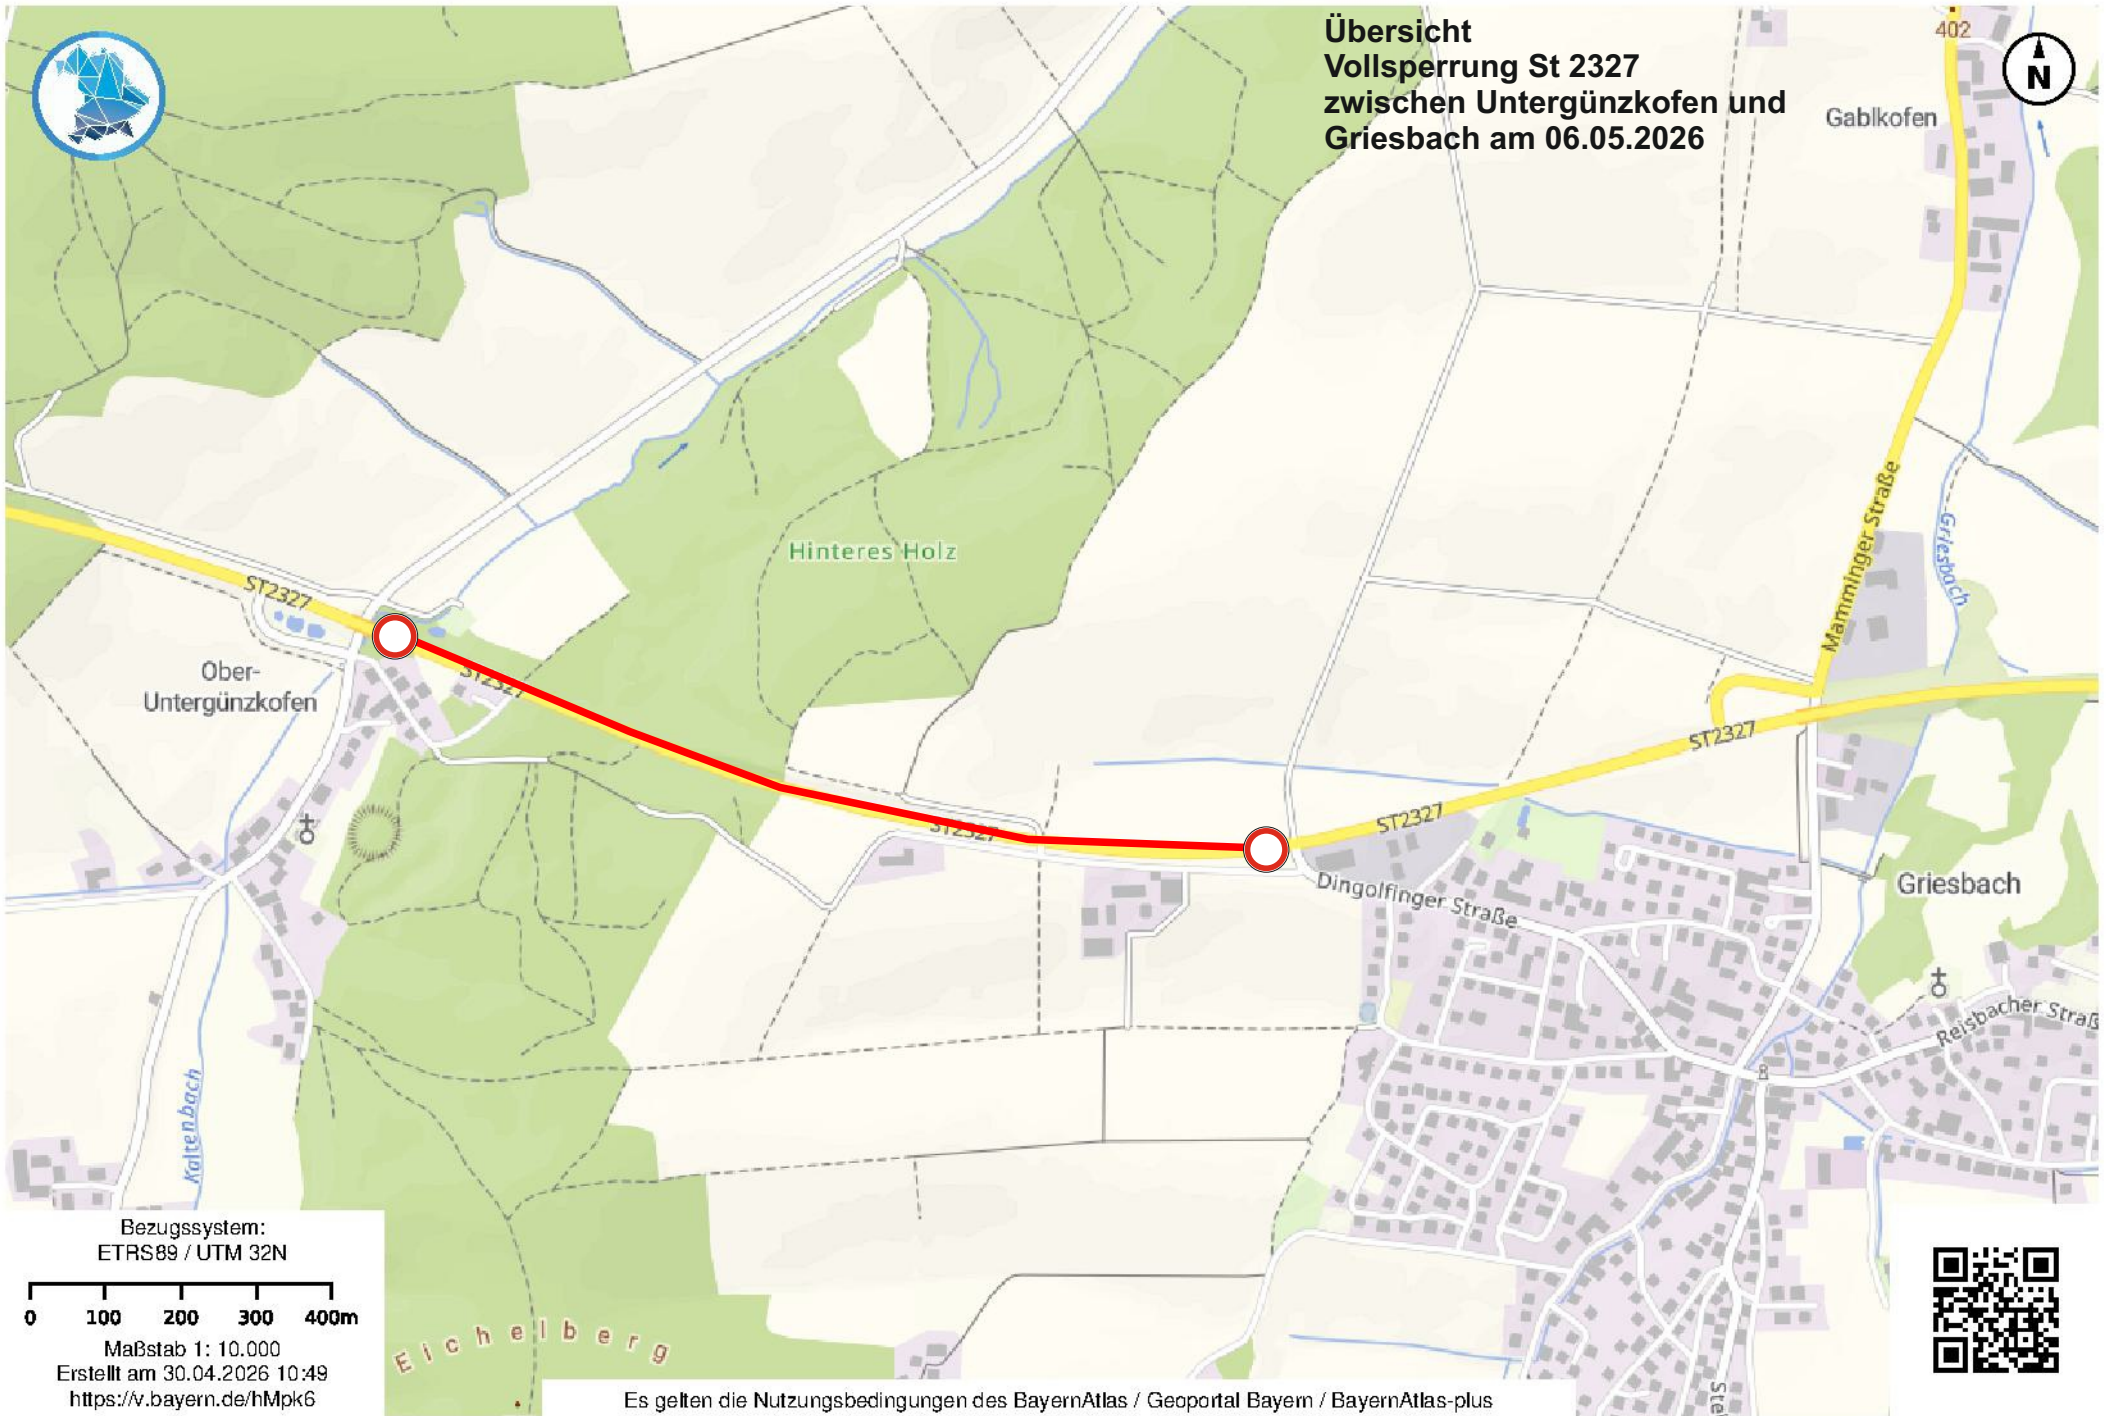 Übersicht
Vollsperrung St 2327
zwischen Untergünzkofen und
Griesbach am 06.05.2026
402
N
Gablkofen
Hinteres Holz
Mamminger Straße
Griesbach
ST2327
Ober-
Untergünzkofen
ST2327
ST2327
ST2327
ST2327
Dingolfinger Straße
Griesbach
Reisbacher Straß
Kaltenbach
Eichelberg
Bezugssystem:
ETRS89 / UTM 32N
0 100 200 300 400m
Maßstab 1: 10.000
Erstellt am 30.04.2026 10:49
https://v.bayern.de/hMpk6
Es gelten die Nutzungsbedingungen des BayernAtlas / Geoportal Bayern / BayernAtlas-plus